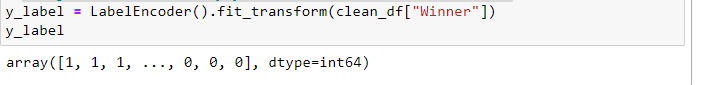 y_label = LabelEncoder().fit_transform(clean_df["Winner"])
y_label
array([1, 1, 1, ..., 0, 0, 0], dtype=int64)